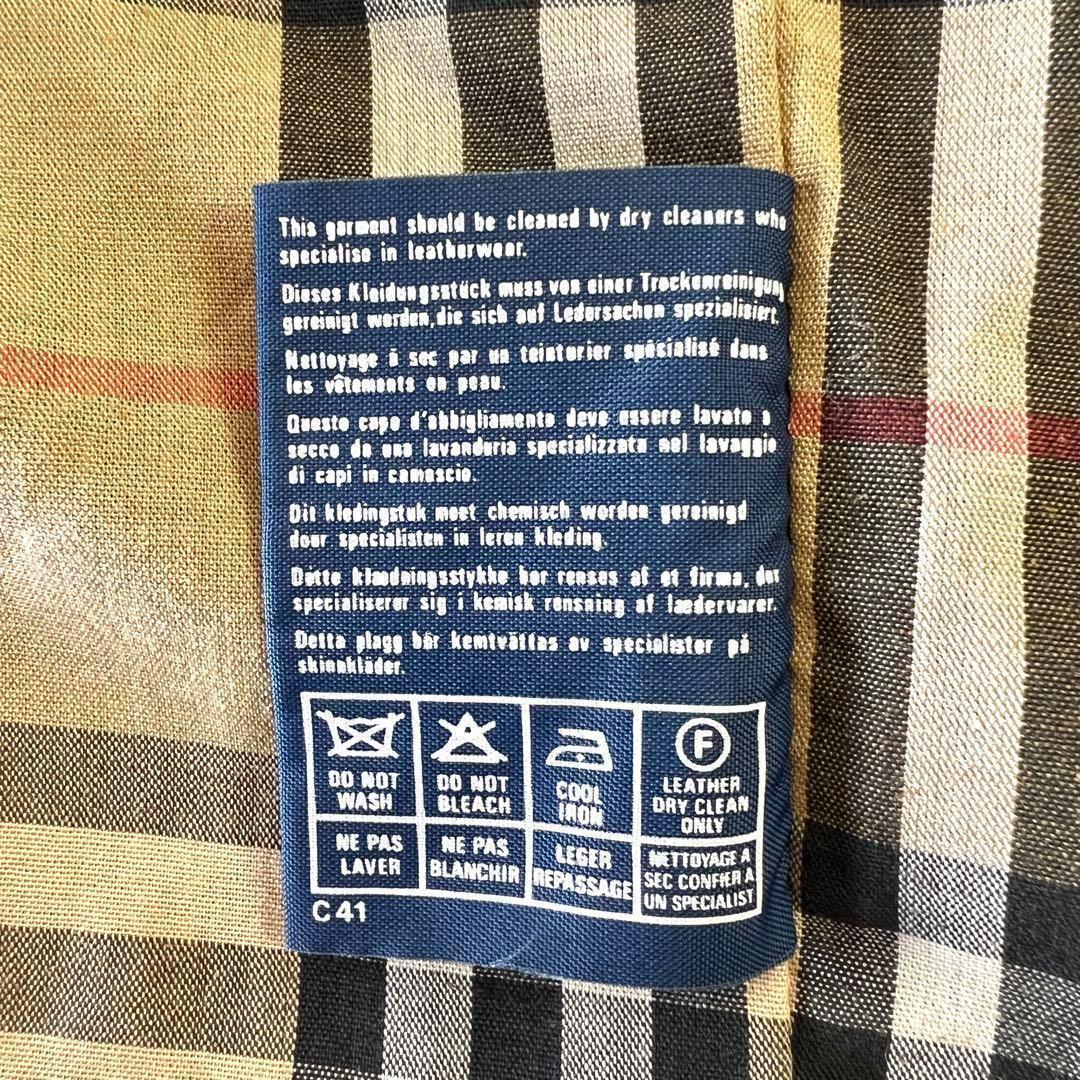 This garment should be cleaned by dry cleaners who
specialise in leatherwear.
Dieses Kleidungsstück muss von einer Trockenreinigung
gereinigt werden, die sich auf Ledersachen spezialisiert.
Nettoyage à sec par un teinturier spésialisé dans
les vêtements en peau.
Questo capo d'abbigliamento deve essere lavato a
secco da una lavanderia specializzata nel lavaggio
di capi in camoscio.
Dit kledingstuk moet chemisch worden gereinigd
door specialisten in leren kleding.
Dette klædningsstykke bør renses af et firma, der
specialiserer sig i kemisk rensning af lædervarer.
Detta plagg bör kemtvättas av specialister på
skinnkläder.
DO NOT WASH
DO NOT BLEACH
COOL IRON
F
LEATHER DRY CLEAN ONLY
NE PAS LAVER
NE PAS BLANCHIR
LEGER REPASSAGE
NETTOYAGE A SEC CONFIER A UN SPECIALIST
C41